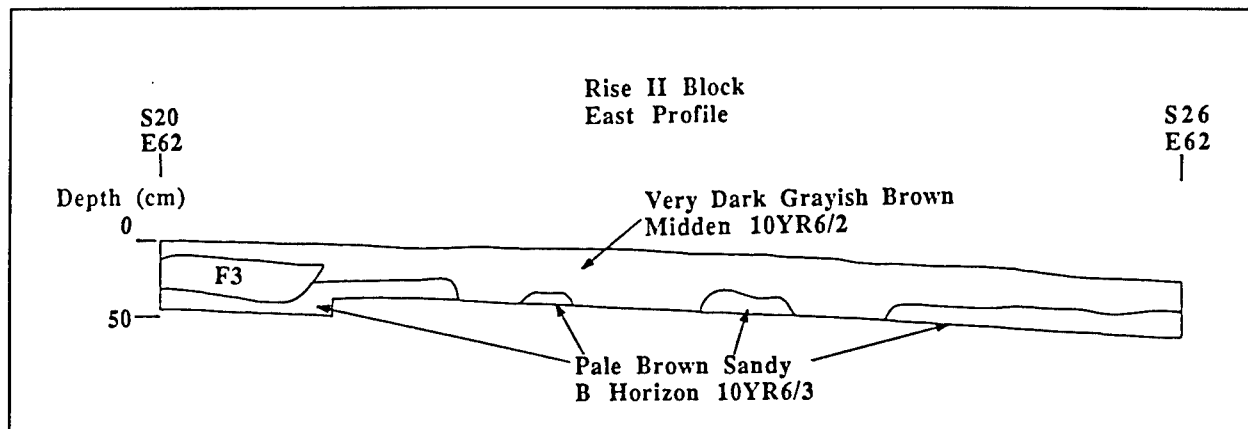 Rise II Block
East Profile
S20
E62
S26
E62
Depth (cm)
0
Very Dark Grayish Brown
Midden 10YR6/2
F3
50
Pale Brown Sandy
B Horizon 10YR6/3